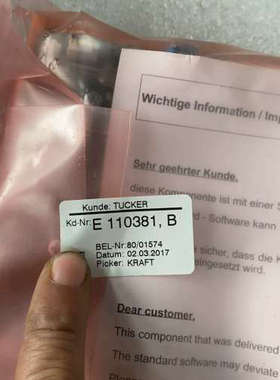 Wichtige Information / Imp
Sehr geehrter Kunde,
diese Komponente ist mit einer S
rd - Software kann
sicher, dass die K
eingesetzt wird.
Kunde: TUCKER
Kd-Nr: E 110381, B
BEL-Nr:80/01574
Datum: 02.03.2017
Picker: KRAFT
Dear customer,
This component that was delivered
The standard software may deviate
Pleas